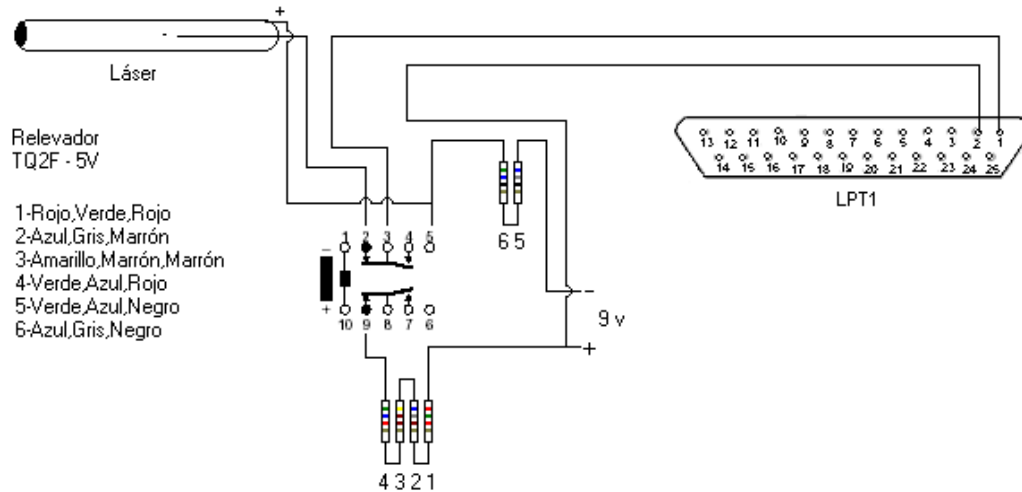 +
-
Láser
Relevador
TQ2F - 5V
1-Rojo,Verde,Rojo
2-Azul,Gris,Marrón
3-Amarillo,Marrón,Marrón
4-Verde,Azul,Rojo
5-Verde,Azul,Negro
6-Azul,Gris,Negro
13 12 11 10 9 8 7 6 5 4 3 2 1
14 15 16 17 18 19 20 21 22 23 24 25
LPT1
6 5
1 2 3 4 5
-
+
10 9 8 7 6
-
9 v
+
4 3 2 1